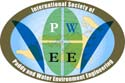 International Society of
P W
E E
Paddy and Water Environment Engineering